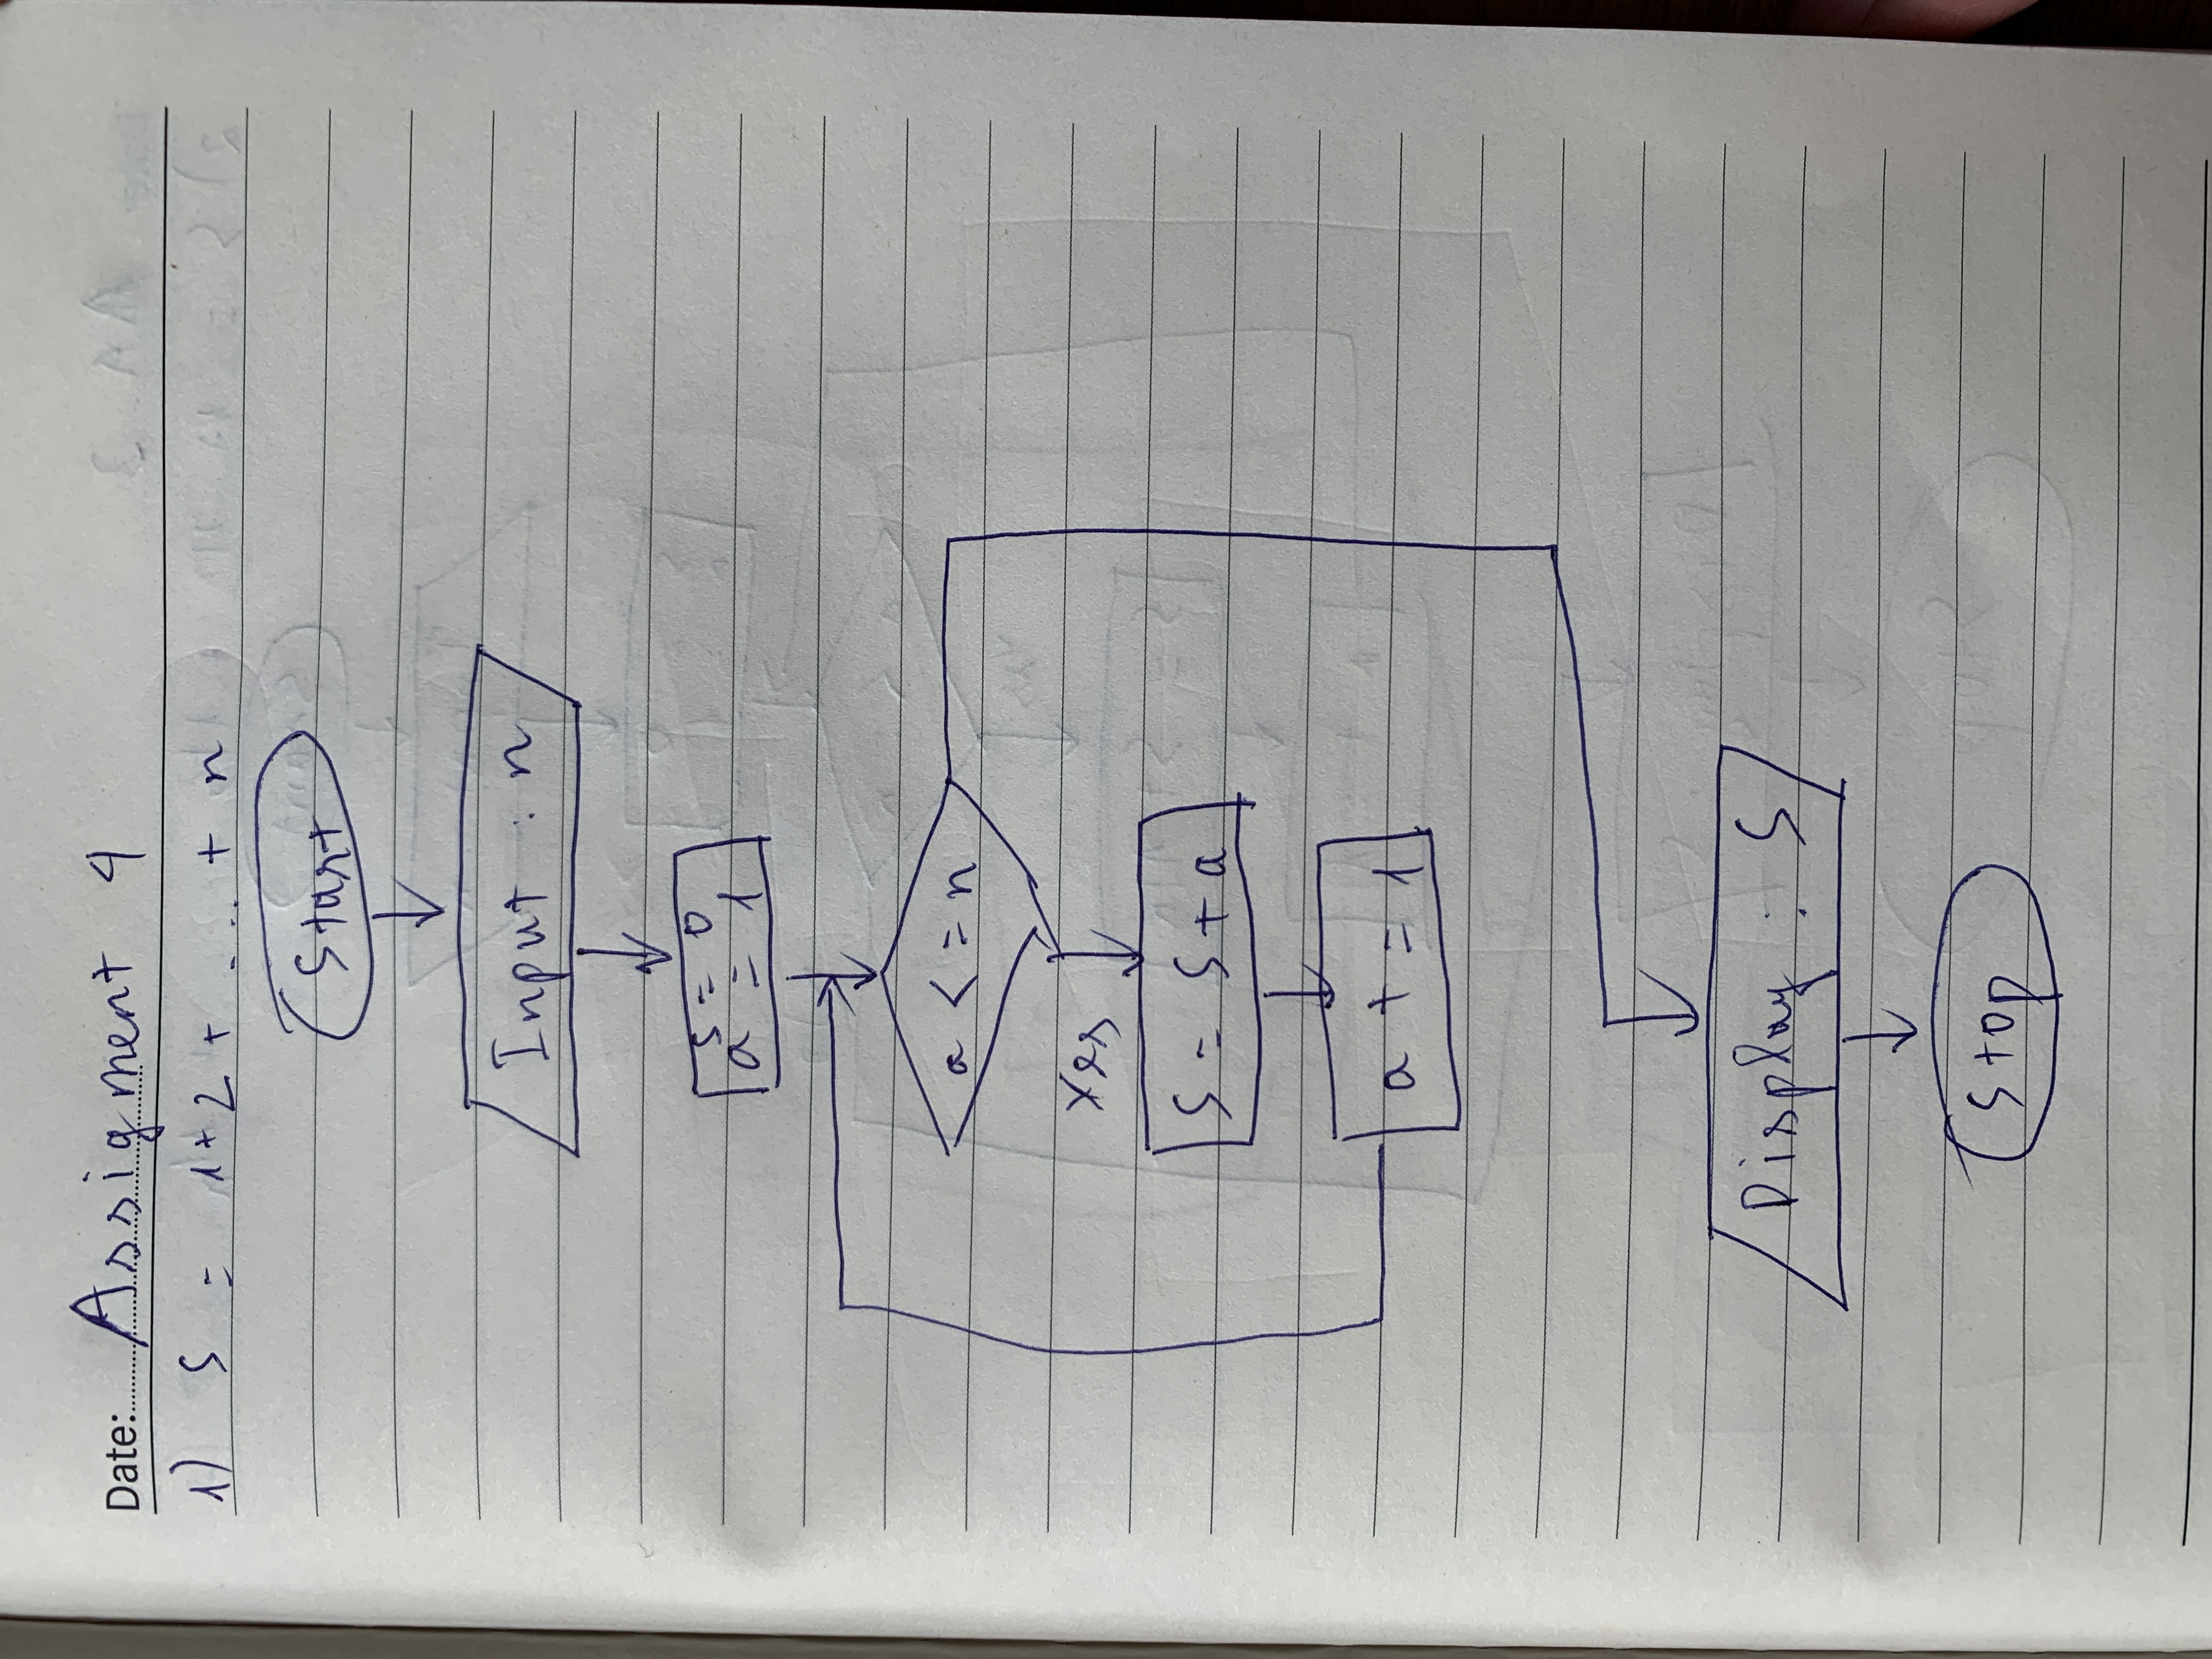 Date: Assigment 4
1) S = 1+2+ .... + n
Start
Input : n
S = 0
a = 1
a <= n
Yes
S = S + a
a += 1
Display : S
Stop